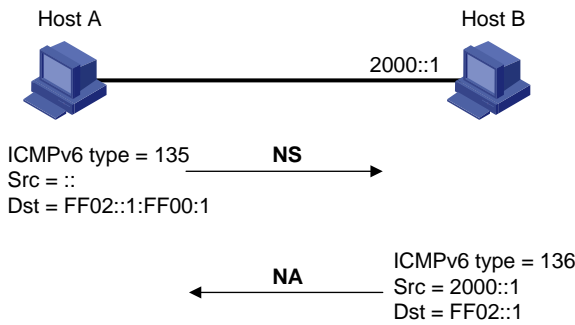 Host A
Host B
2000::1
ICMPv6 type = 135
Src = ::
Dst = FF02::1:FF00:1
NS
NA
ICMPv6 type = 136
Src = 2000::1
Dst = FF02::1